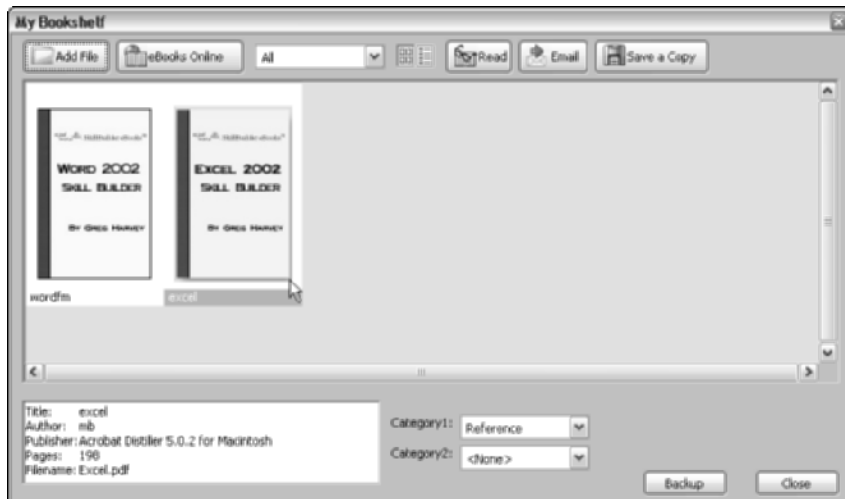 My Bookshelf
Add File eBooks Online All Read Email Save a Copy
WORD 2002
SKILL BUILDER
BY GREG HARVEY
EXCEL 2002
SKILL BUILDER
BY GREG HARVEY
wordfm excel
Title: excel
Author: mb
Publisher: Acrobat Distiller 5.0.2 for Macintosh
Pages: 198
Filename: Excel.pdf
Category1: Reference
Category2: <None>
Backup Close